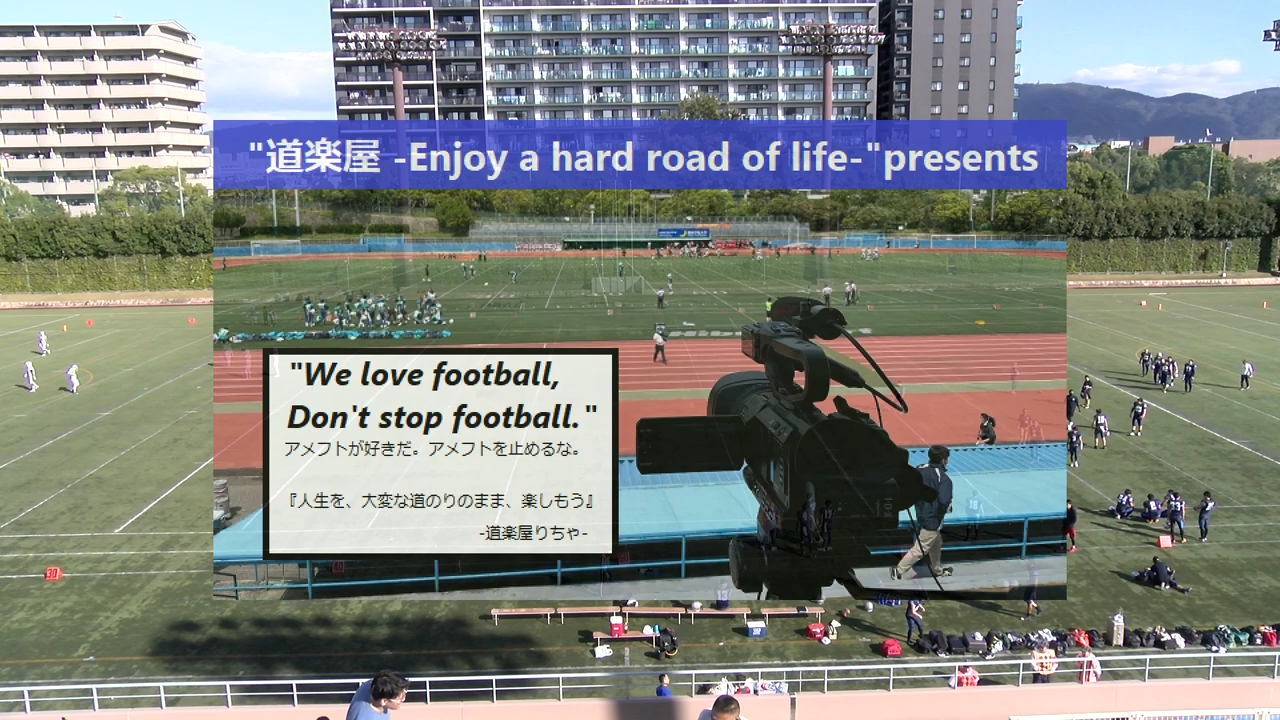 "道楽屋 -Enjoy a hard road of life-"presents
"We love football,
Don't stop football."
アメフトが好きだ。アメフトを止めるな。
『人生を、大変な道のりのまま、楽しもう』
-道楽屋りちゃ-
30